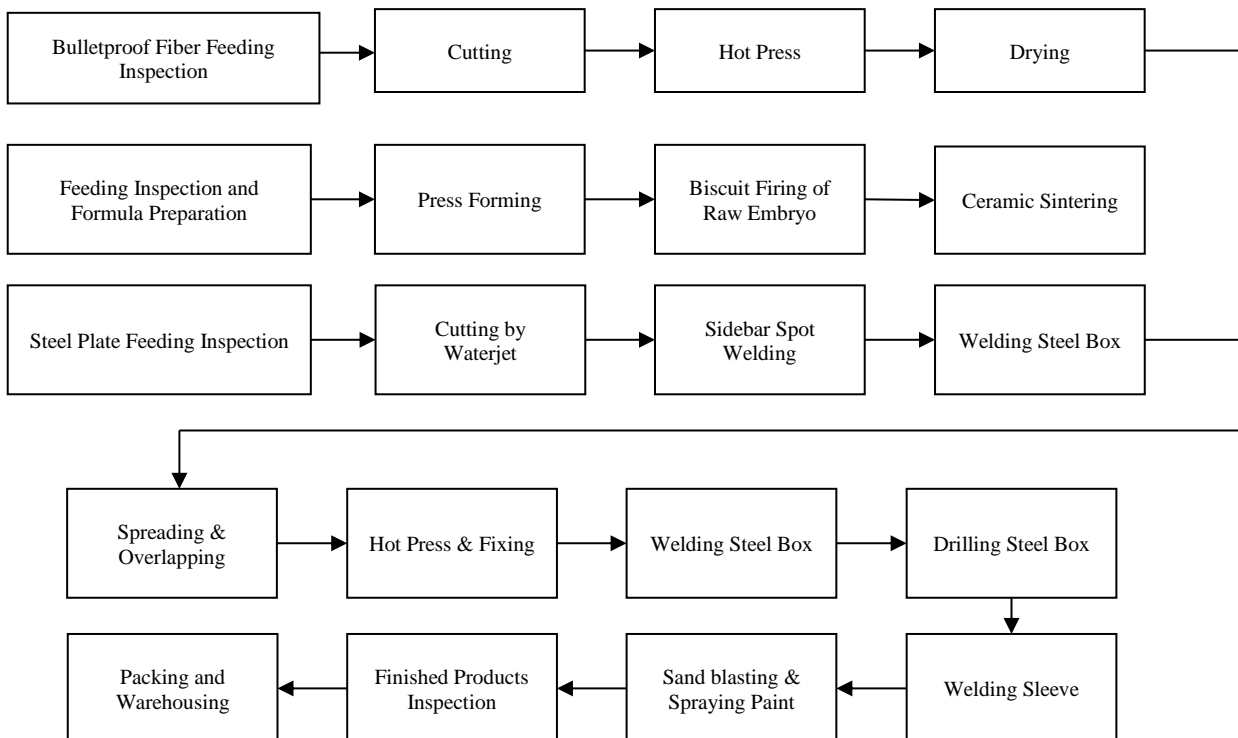 Bulletproof Fiber Feeding
Inspection
Cutting
Hot Press
Drying
Feeding Inspection and
Formula Preparation
Press Forming
Biscuit Firing of
Raw Embryo
Ceramic Sintering
Steel Plate Feeding Inspection
Cutting by
Waterjet
Sidebar Spot
Welding
Welding Steel Box
Spreading &
Overlapping
Hot Press & Fixing
Welding Steel Box
Drilling Steel Box
Packing and
Warehousing
Finished Products
Inspection
Sand blasting &
Spraying Paint
Welding Sleeve